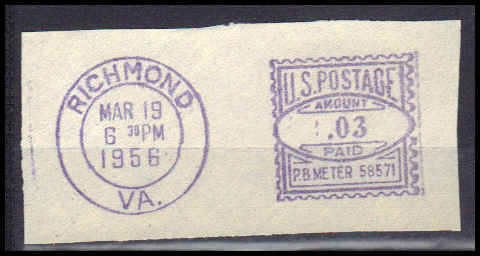 RICHMOND
MAR 19
6 30 PM
1956
VA.
U.S. POSTAGE
AMOUNT
.03
PAID
P.B. METER 58571